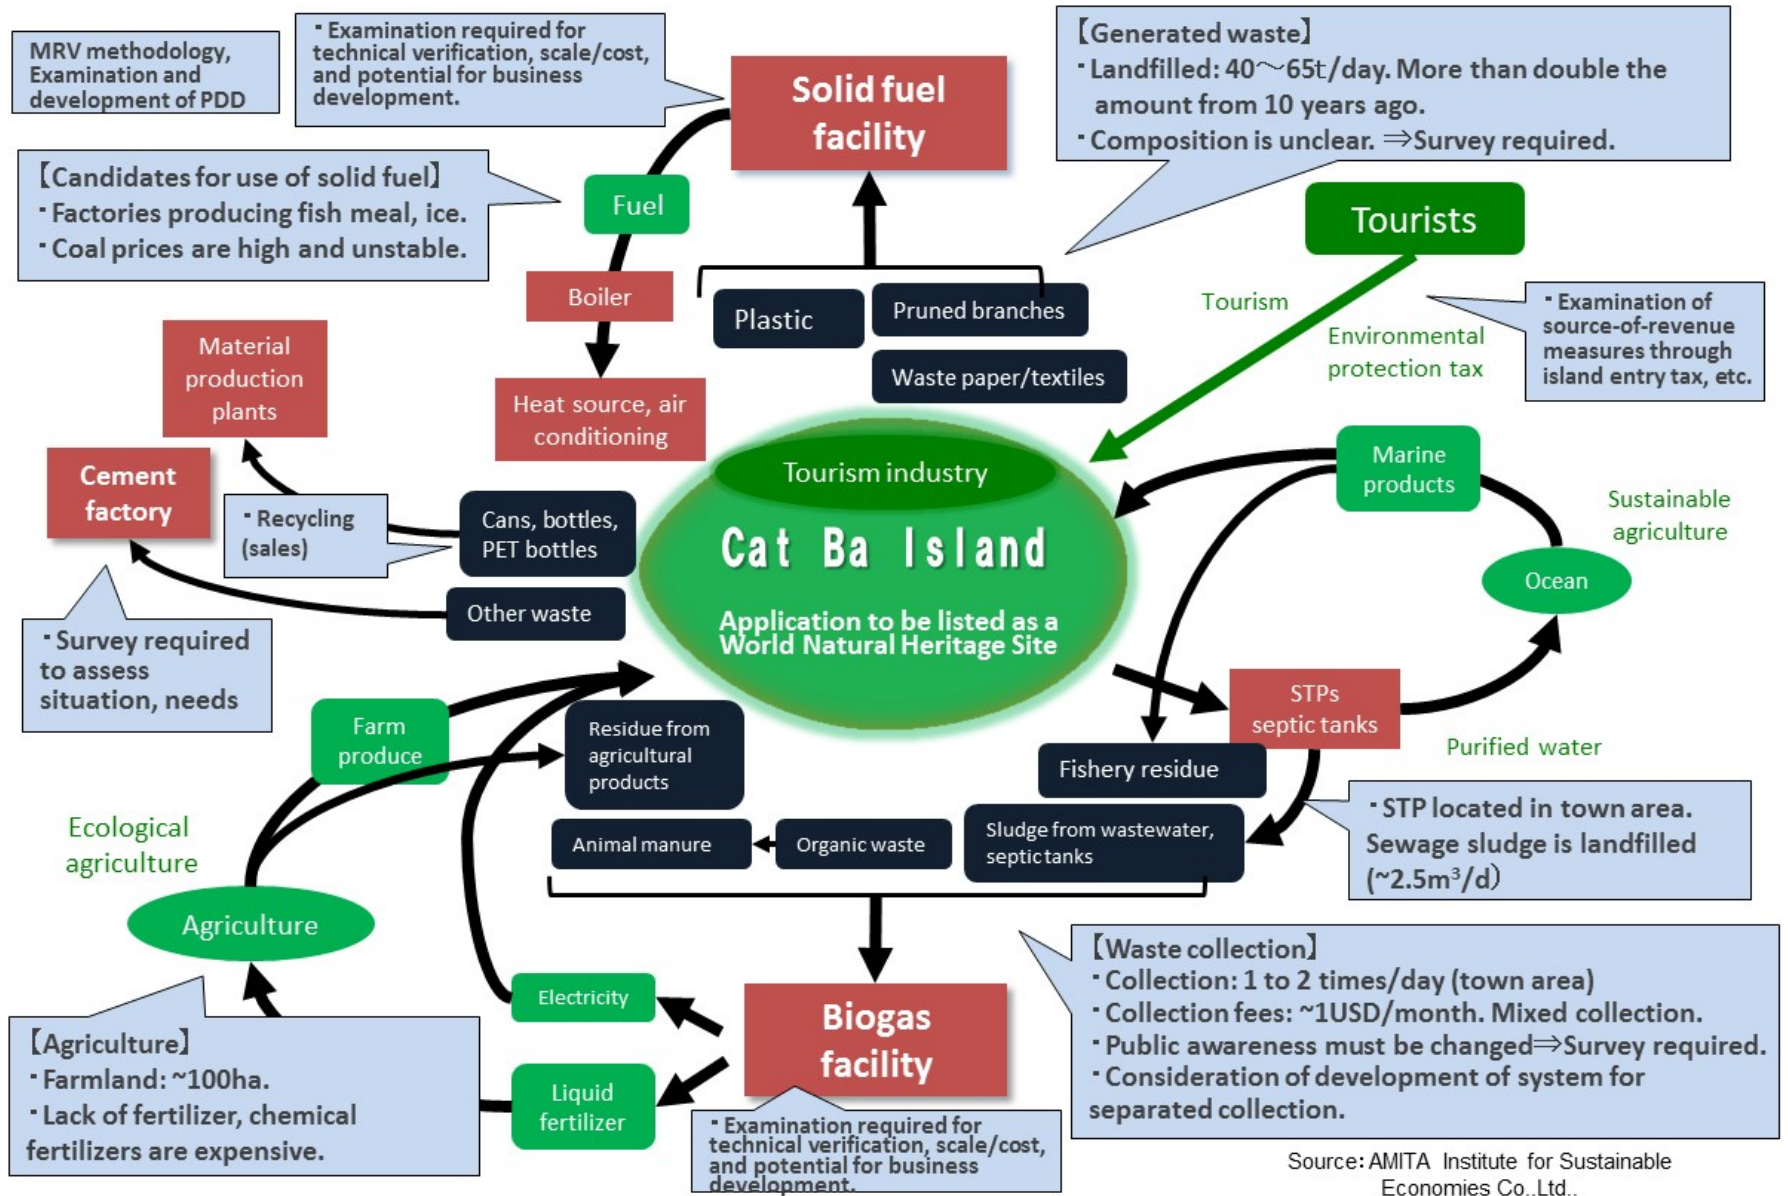 MRV methodology,
Examination and
development of PDD
･Examination required for
technical verification, scale/cost,
and potential for business
development.
Solid fuel
facility
【Generated waste】
･Landfilled: 40～65t/day. More than double the
amount from 10 years ago.
･Composition is unclear. ⇒Survey required.
【Candidates for use of solid fuel】
･Factories producing fish meal, ice.
･Coal prices are high and unstable.
Fuel
Tourists
Boiler
Plastic
Pruned branches
Waste paper/textiles
Tourism
Environmental
protection tax
･Examination of
source-of-revenue
measures through
island entry tax, etc.
Material
production
plants
Heat source, air
conditioning
Cement
factory
･Recycling
(sales)
Cans, bottles,
PET bottles
Other waste
Tourism industry
Cat Ba Island
Application to be listed as a
World Natural Heritage Site
Marine
products
Sustainable
agriculture
Ocean
･Survey required
to assess
situation, needs
STPs
septic tanks
Purified water
Farm
produce
Residue from
agricultural
products
Fishery residue
Ecological
agriculture
Animal manure
Organic waste
Sludge from wastewater,
septic tanks
･STP located in town area.
Sewage sludge is landfilled
(~2.5m³/d）
Agriculture
【Waste collection】
･Collection: 1 to 2 times/day (town area)
･Collection fees: ~1USD/month. Mixed collection.
･Public awareness must be changed⇒Survey required.
･Consideration of development of system for
separated collection.
Electricity
Biogas
facility
Liquid
fertilizer
【Agriculture】
･Farmland: ~100ha.
･Lack of fertilizer, chemical
fertilizers are expensive.
･Examination required for
technical verification, scale/cost,
and potential for business
development.
Source: AMITA Institute for Sustainable
Economies Co.,Ltd.,